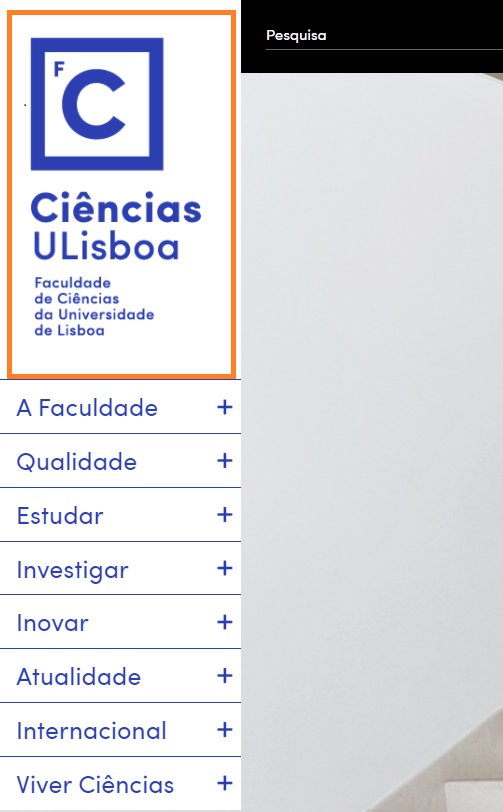 Pesquisa
FC
Ciências
ULisboa
Faculdade
de Ciências
da Universidade
de Lisboa
A Faculdade +
Qualidade +
Estudar +
Investigar +
Inovar +
Atualidade +
Internacional +
Viver Ciências +